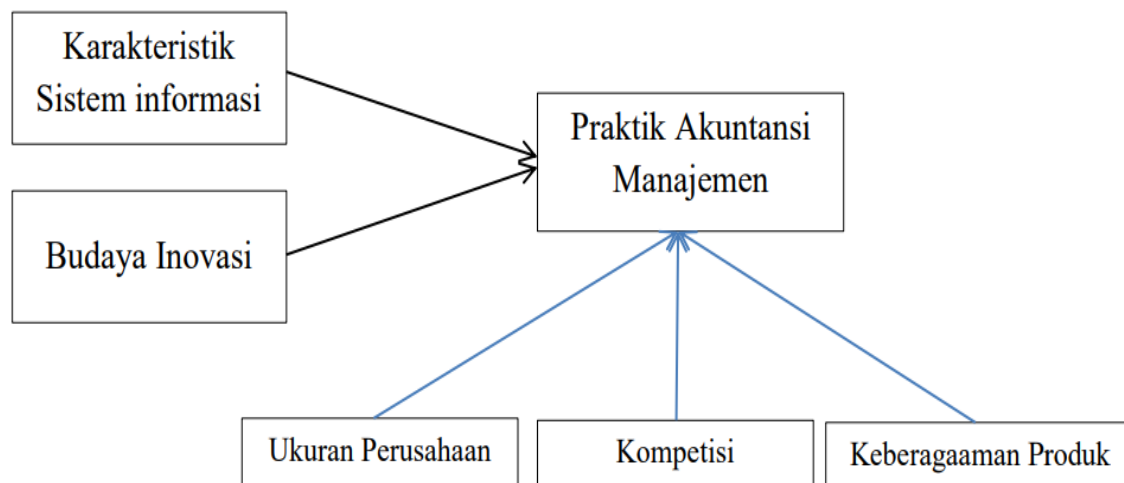 Karakteristik
Sistem informasi
Praktik Akuntansi
Manajemen
Budaya Inovasi
Ukuran Perusahaan
Kompetisi
Keberagaaman Produk